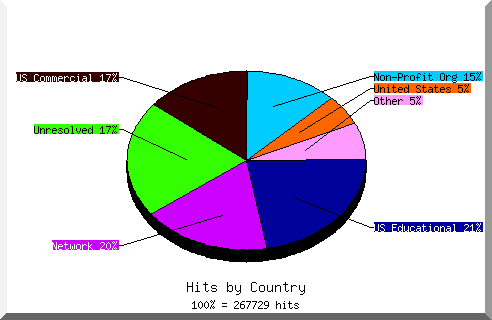 US Commercial 17%
Non-Profit Org 15%
United States 5%
Other 5%
Unresolved 17%
US Educational 21%
Network 20%
Hits by Country
100% = 267729 hits